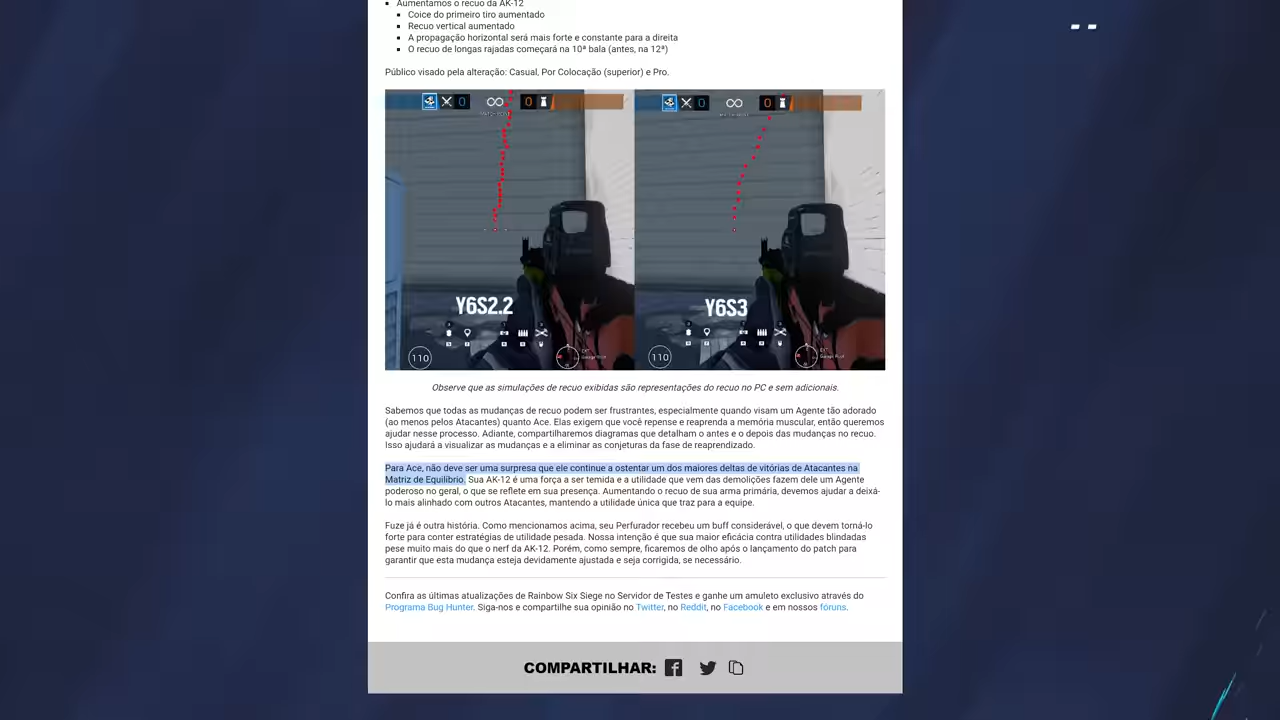 Aumentamos o recuo da AK-12
Coice do primeiro tiro aumentado
Recuo vertical aumentado
A propagação horizontal será mais forte e constante para a direita
O recuo de longas rajadas começará na 10ª bala (antes, na 12ª)
Público visado pela alteração: Casual, Por Colocação (superior) e Pro.
0 0 0 0
Y6S2.2 Y6S3
110 110
Observe que as simulações de recuo exibidas são representações do recuo no PC e sem adicionais.
Sabemos que todas as mudanças de recuo podem ser frustrantes, especialmente quando visam um Agente tão adorado
(ao menos pelos Atacantes) quanto Ace. Elas exigem que você repense e reaprenda a memória muscular, então queremos
ajudar nesse processo. Adiante, compartilharemos diagramas que detalham o antes e o depois das mudanças no recuo.
Isso ajudará a visualizar as mudanças e a eliminar as conjeturas da fase de reaprendizado.
Para Ace, não deve ser uma surpresa que ele continue a ostentar um dos maiores deltas de vitórias de Atacantes na
Matriz de Equilíbrio. Sua AK-12 é uma força a ser temida e a utilidade que vem das demolições fazem dele um Agente
poderoso no geral, o que se reflete em sua presença. Aumentando o recuo de sua arma primária, devemos ajudar a deixá-
lo mais alinhado com outros Atacantes, mantendo a utilidade única que traz para a equipe.
Fuze já é outra história. Como mencionamos acima, seu Perfurador recebeu um buff considerável, o que devem torná-lo
forte para conter estratégias de utilidade pesada. Nossa intenção é que sua maior eficácia contra utilidades blindadas
pese muito mais do que o nerf da AK-12. Porém, como sempre, ficaremos de olho após o lançamento do patch para
garantir que esta mudança esteja devidamente ajustada e seja corrigida, se necessário.
Confira as últimas atualizações de Rainbow Six Siege no Servidor de Testes e ganhe um amuleto exclusivo através do
Programa Bug Hunter. Siga-nos e compartilhe sua opinião no Twitter, no Reddit, no Facebook e em nossos fóruns.
COMPARTILHAR: